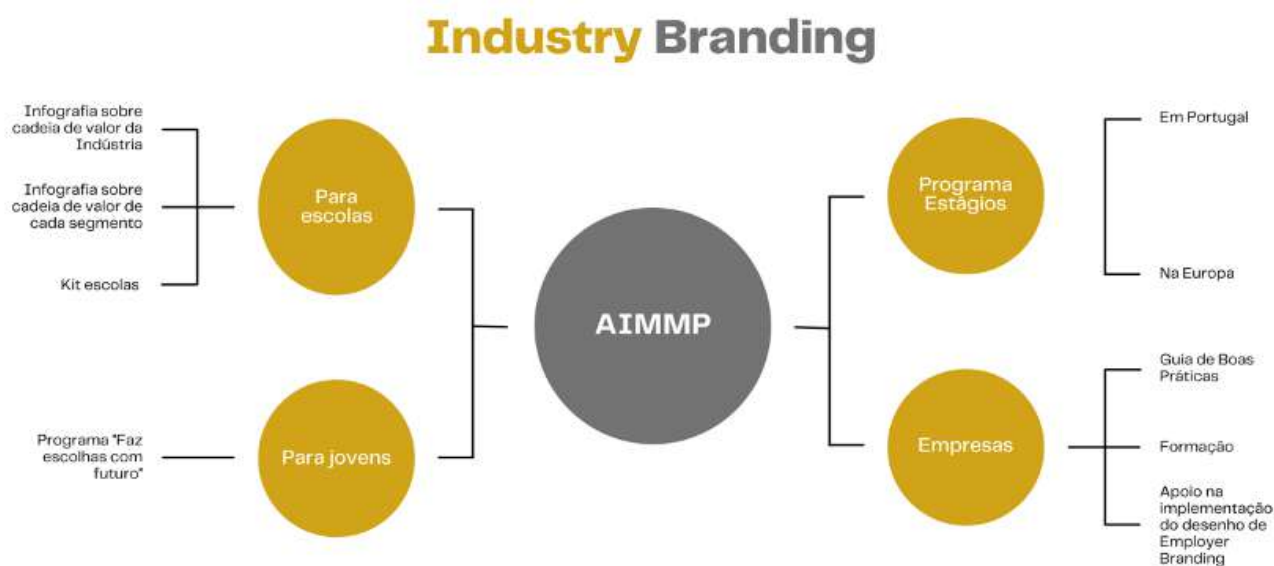 Industry Branding
Infografia sobre
cadeia de valor da
Indústria
Infografia sobre
cadeia de valor de
cada segmento
Kit escolas
Para
escolas
Programa "Faz
escolhas com
futuro"
Para jovens
AIMMP
Programa
Estágios
Em Portugal
Na Europa
Empresas
Guia de Boas
Práticas
Formação
Apoio na
implementação
do desenho de
Employer
Branding